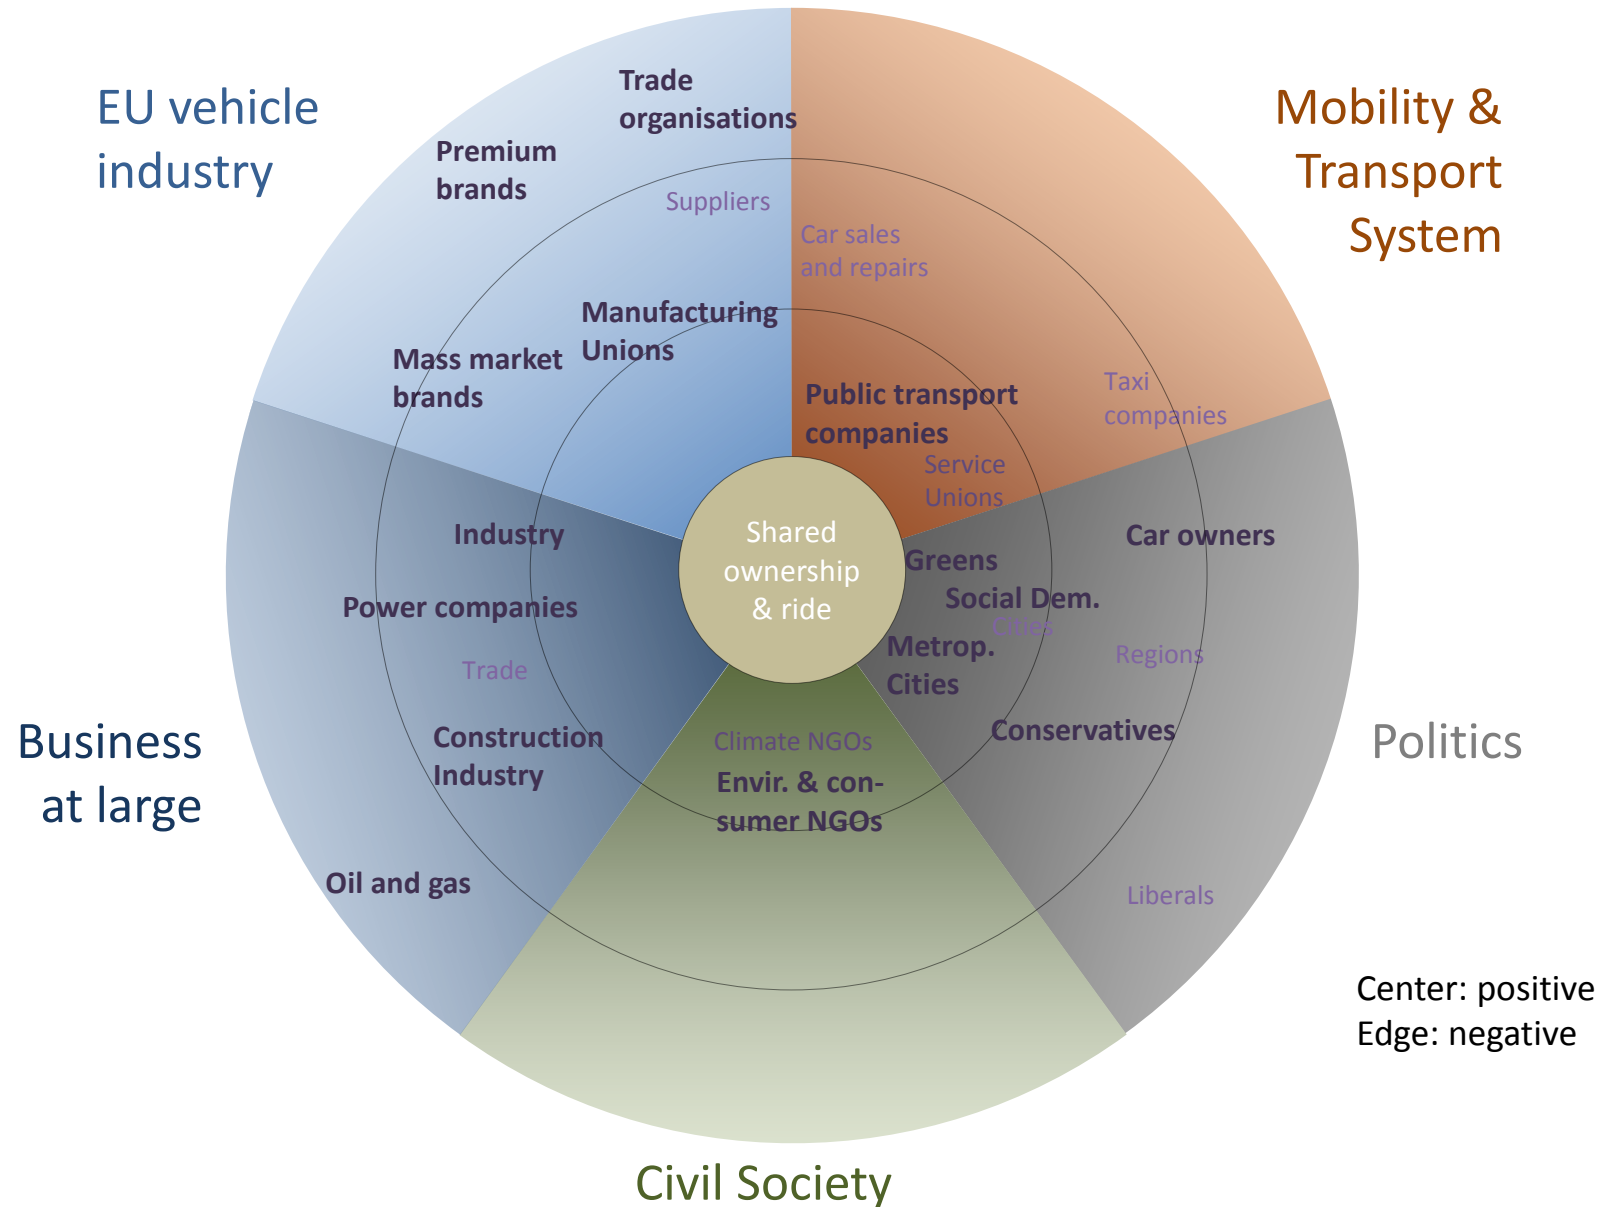 EU vehicle
industry
Trade
organisations
Premium
brands
Suppliers
Manufacturing
Unions
Mass market
brands
Mobility &
Transport
System
Car sales
and repairs
Taxi
companies
Public transport
companies
Service
Unions
Shared
ownership
& ride
Industry
Power companies
Trade
Construction
Industry
Oil and gas
Business
at large
Greens
Social Dem.
Cities
Metrop.
Cities
Car owners
Regions
Conservatives
Liberals
Politics
Climate NGOs
Envir. & con-
sumer NGOs
Civil Society
Center: positive
Edge: negative